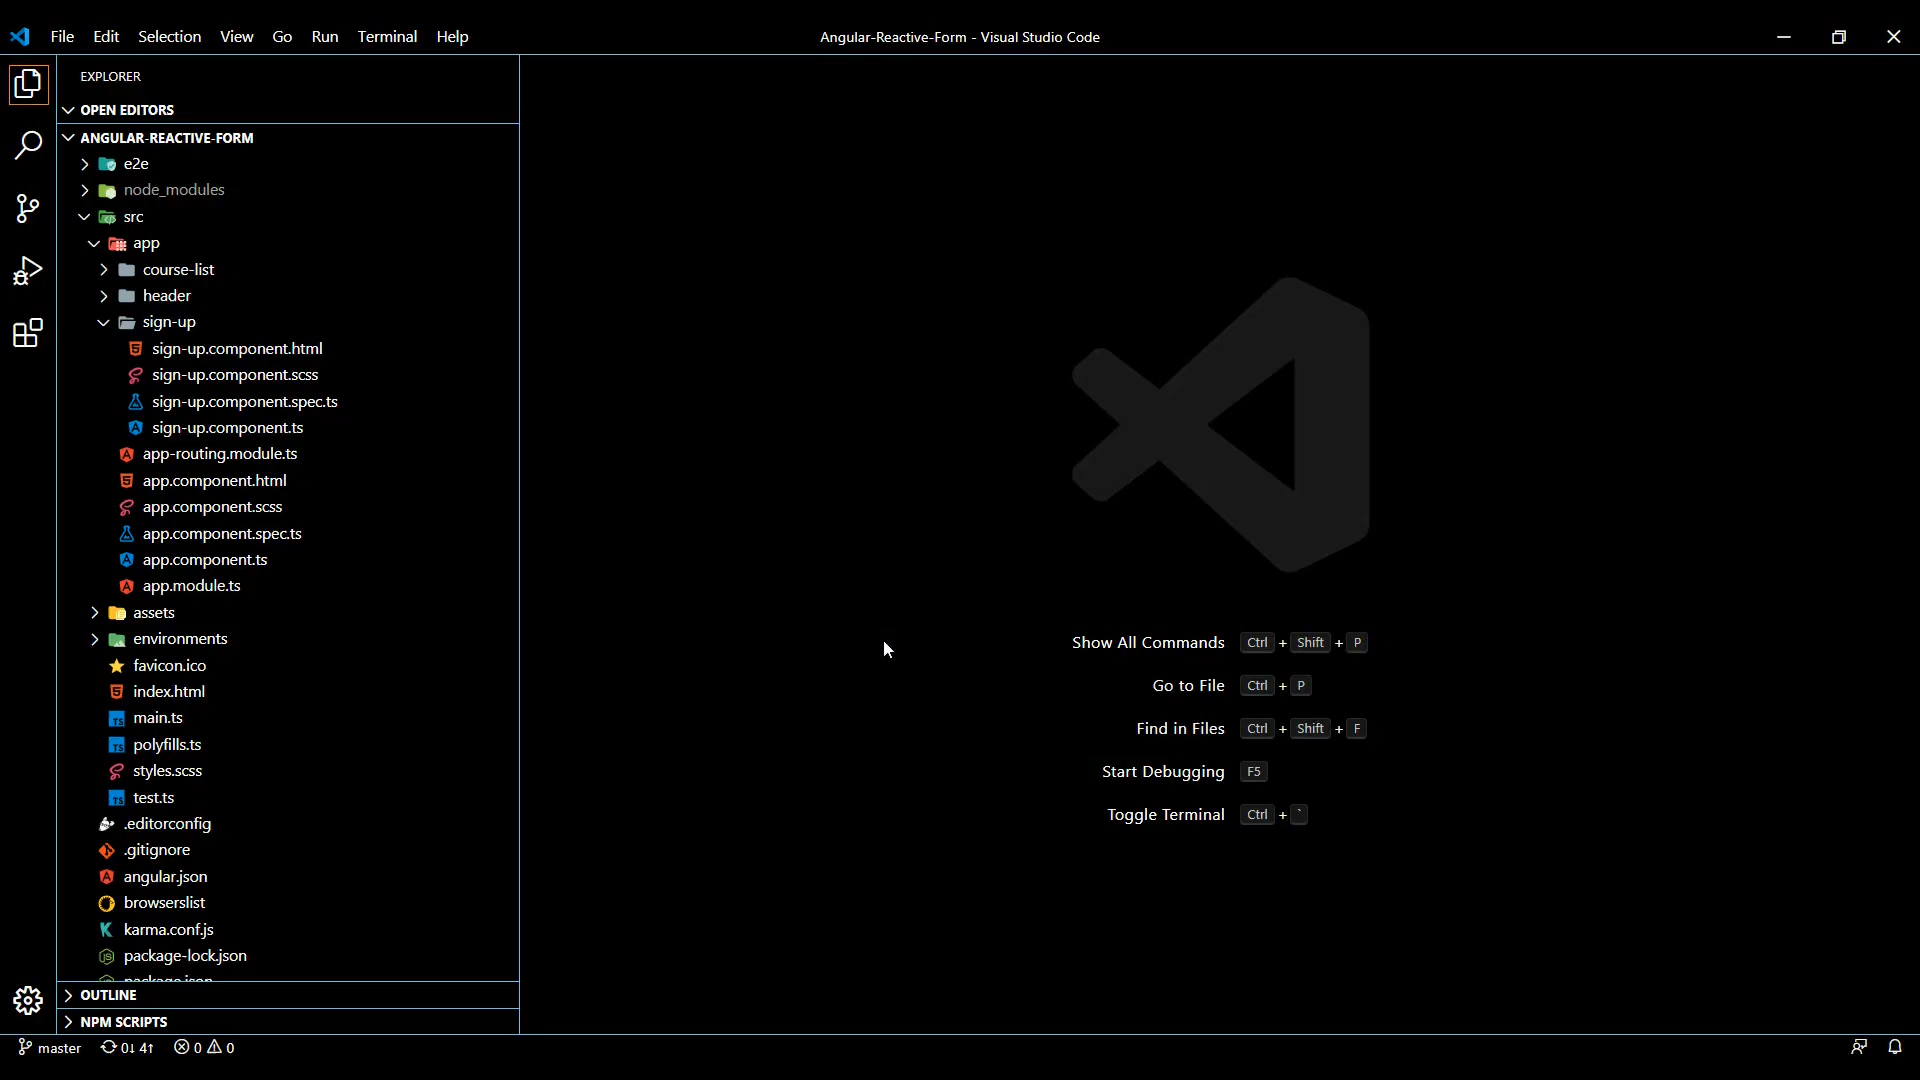 File Edit Selection View Go Run Terminal Help
Angular-Reactive-Form - Visual Studio Code
EXPLORER
OPEN EDITORS
ANGULAR-REACTIVE-FORM
e2e
node_modules
src
app
course-list
header
sign-up
sign-up.component.html
sign-up.component.scss
sign-up.component.spec.ts
sign-up.component.ts
app-routing.module.ts
app.component.html
app.component.scss
app.component.spec.ts
app.component.ts
app.module.ts
assets
environments
favicon.ico
index.html
main.ts
polyfills.ts
styles.scss
test.ts
.editorconfig
.gitignore
angular.json
browserslist
karma.conf.js
package-lock.json
package.json
OUTLINE
NPM SCRIPTS
Show All Commands Ctrl + Shift + P
Go to File Ctrl + P
Find in Files Ctrl + Shift + F
Start Debugging F5
Toggle Terminal Ctrl + `
master 0↓ 4↑ 0 0